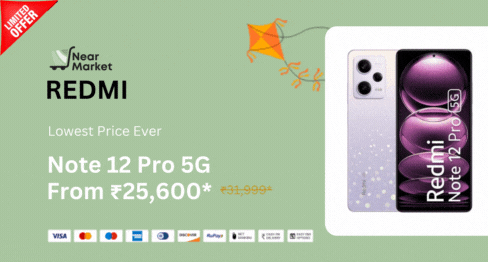 LIMITED
OFFER
Near
Market
REDMI
Lowest Price Ever
Note 12 Pro 5G
From ₹25,600*
₹31,999*
Redmi
Note 12 Pro 5G
VISA
DISCOVER
RuPay